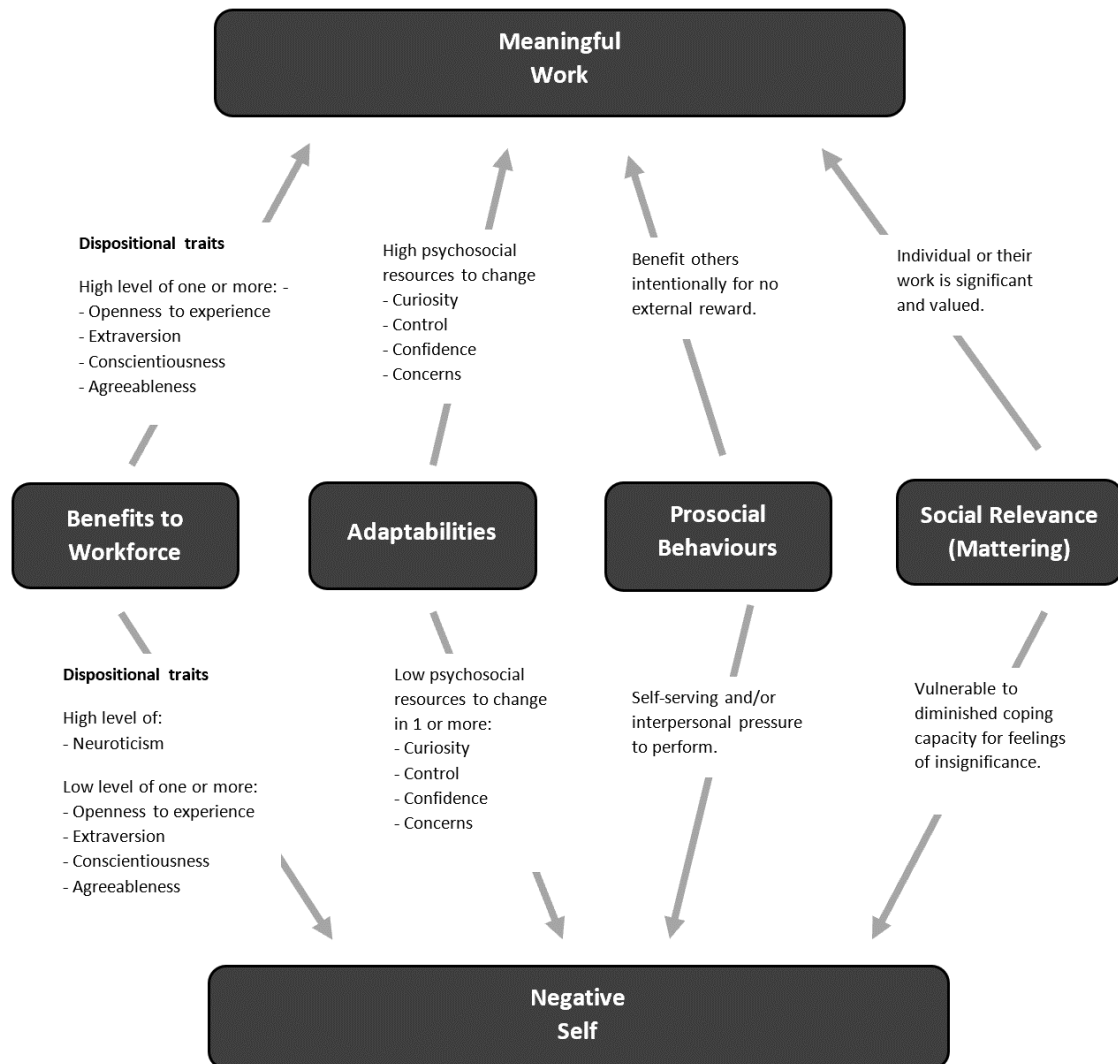 Meaningful
Work
Dispositional traits
High level of one or more: -
- Openness to experience
- Extraversion
- Conscientiousness
- Agreeableness
High psychosocial
resources to change
- Curiosity
- Control
- Confidence
- Concerns
Benefit others
intentionally for no
external reward.
Individual or their
work is significant
and valued.
Benefits to
Workforce
Adaptabilities
Prosocial
Behaviours
Social Relevance
(Mattering)
Dispositional traits
High level of:
- Neuroticism
Low level of one or more:
- Openness to experience
- Extraversion
- Conscientiousness
- Agreeableness
Low psychosocial
resources to change
in 1 or more:
- Curiosity
- Control
- Confidence
- Concerns
Self-serving and/or
interpersonal pressure
to perform.
Vulnerable to
diminished coping
capacity for feelings
of insignificance.
Negative
Self